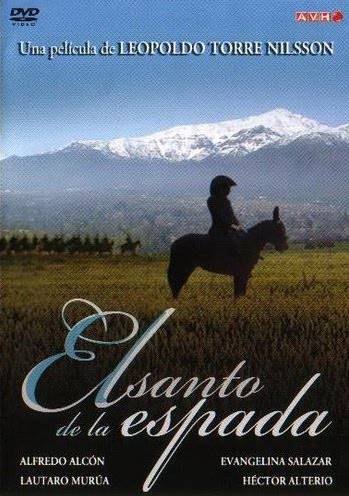 DVD
VIDEO
AVH
Una película de LEOPOLDO TORRE NILSSON
El santo
de la espada
ALFREDO ALCÓN EVANGELINA SALAZAR
LAUTARO MURÚA HÉCTOR ALTERIO